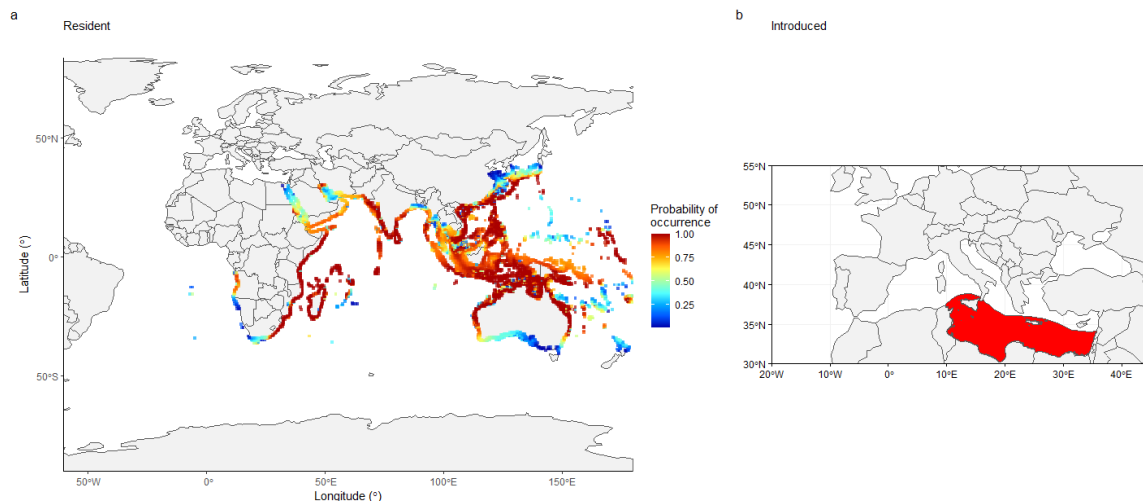 a
Resident
50°N
0°
50°S
Latitude (°)
50°W
0°
50°E
100°E
150°E
Longitude (°)
Probability of
occurrence
1.00
0.75
0.50
0.25
b
Introduced
55°N
50°N
45°N
40°N
35°N
30°N
20°W
10°W
0°
10°E
20°E
30°E
40°E